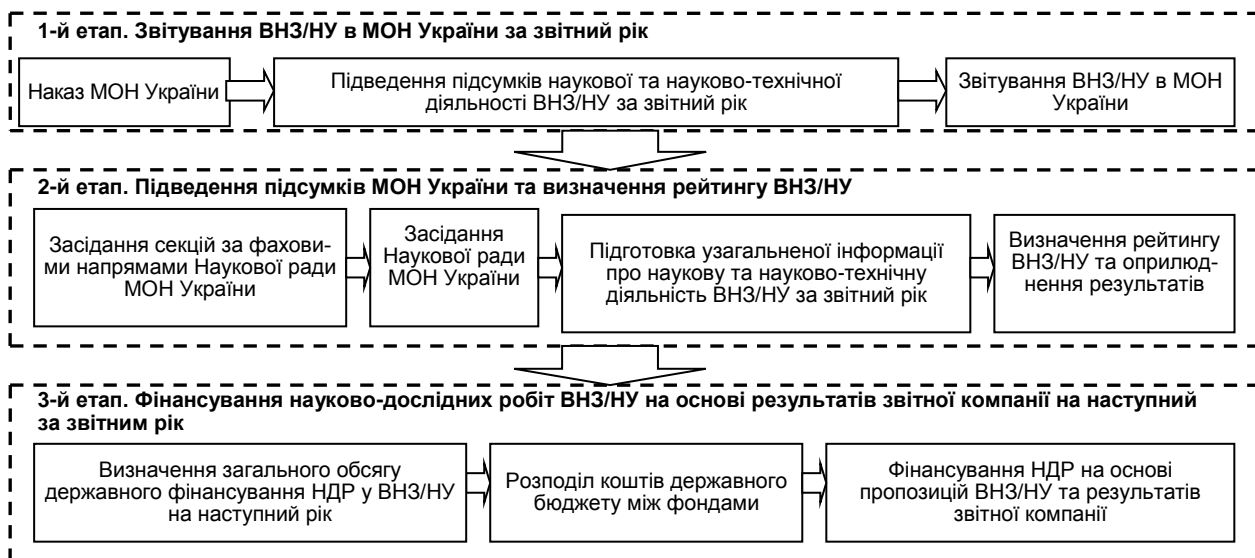 1-й етап. Звітування ВНЗ/НУ в МОН України за звітний рік
Наказ МОН України
Підведення підсумків наукової та науково-технічної
діяльності ВНЗ/НУ за звітний рік
Звітування ВНЗ/НУ в МОН
України
2-й етап. Підведення підсумків МОН України та визначення рейтингу ВНЗ/НУ
Засідання секцій за фахови-
ми напрямами Наукової ради
МОН України
Засідання
Наукової ради
МОН України
Підготовка узагальненої інформації
про наукову та науково-технічну
діяльність ВНЗ/НУ за звітний рік
Визначення рейтингу
ВНЗ/НУ та оприлюд-
нення результатів
3-й етап. Фінансування науково-дослідних робіт ВНЗ/НУ на основі результатів звітної компанії на наступний
за звітним рік
Визначення загального обсягу
державного фінансування НДР у ВНЗ/НУ
на наступний рік
Розподіл коштів державного
бюджету між фондами
Фінансування НДР на основі
пропозицій ВНЗ/НУ та результатів
звітної компанії